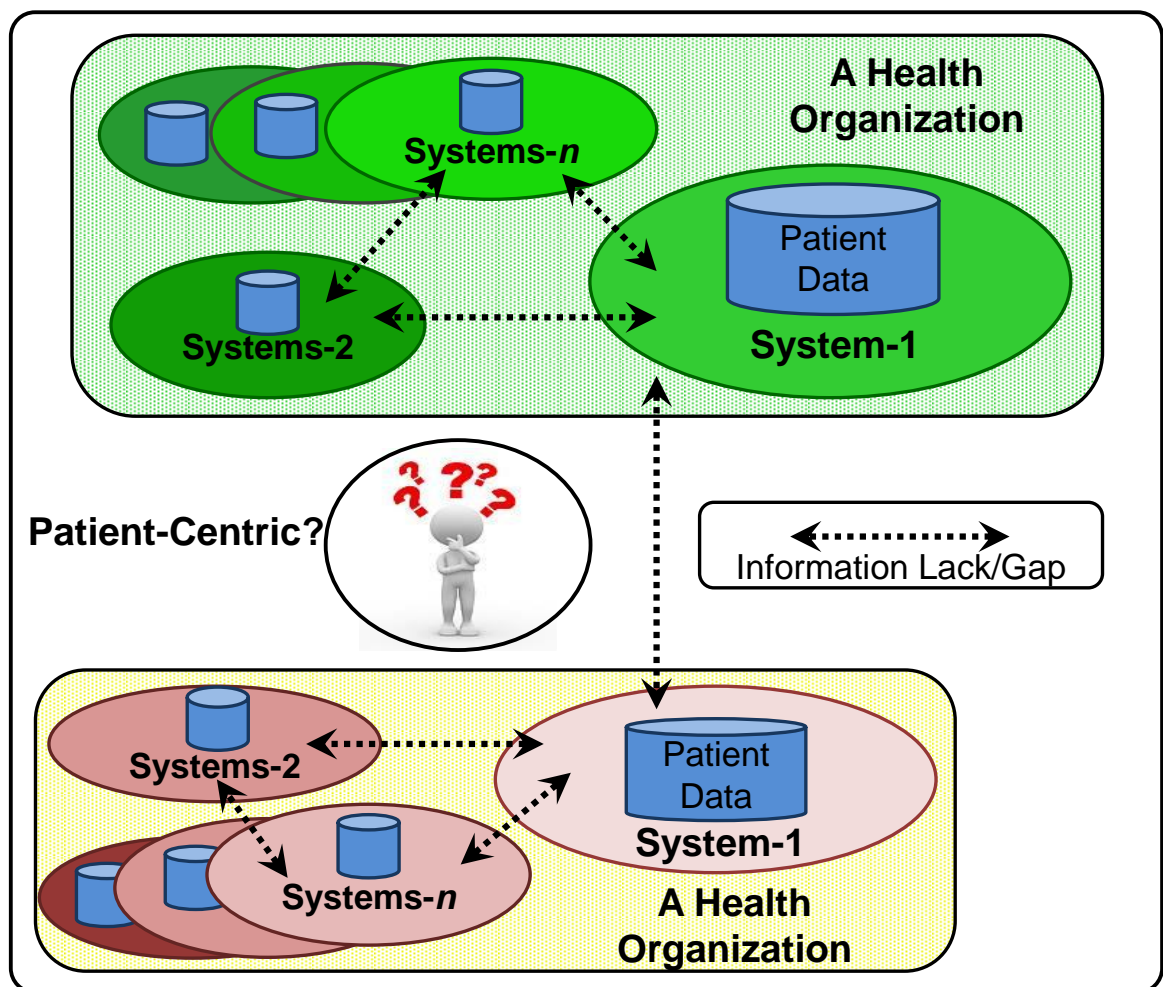 A Health
Organization
Systems-n
Patient
Data
Systems-2
System-1
? ? ? ? ?
Patient-Centric?
Information Lack/Gap
Systems-2
Patient
Data
System-1
Systems-n
A Health
Organization